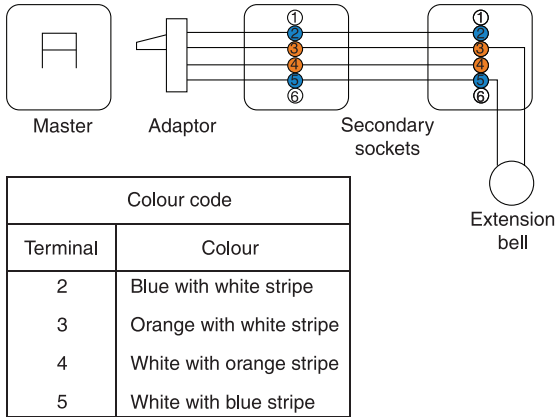 1 1
2 2
3 3
4 4
5 5
6 6
Master Adaptor Secondary
sockets
Extension
bell
Colour code
Terminal Colour
2 Blue with white stripe
3 Orange with white stripe
4 White with orange stripe
5 White with blue stripe